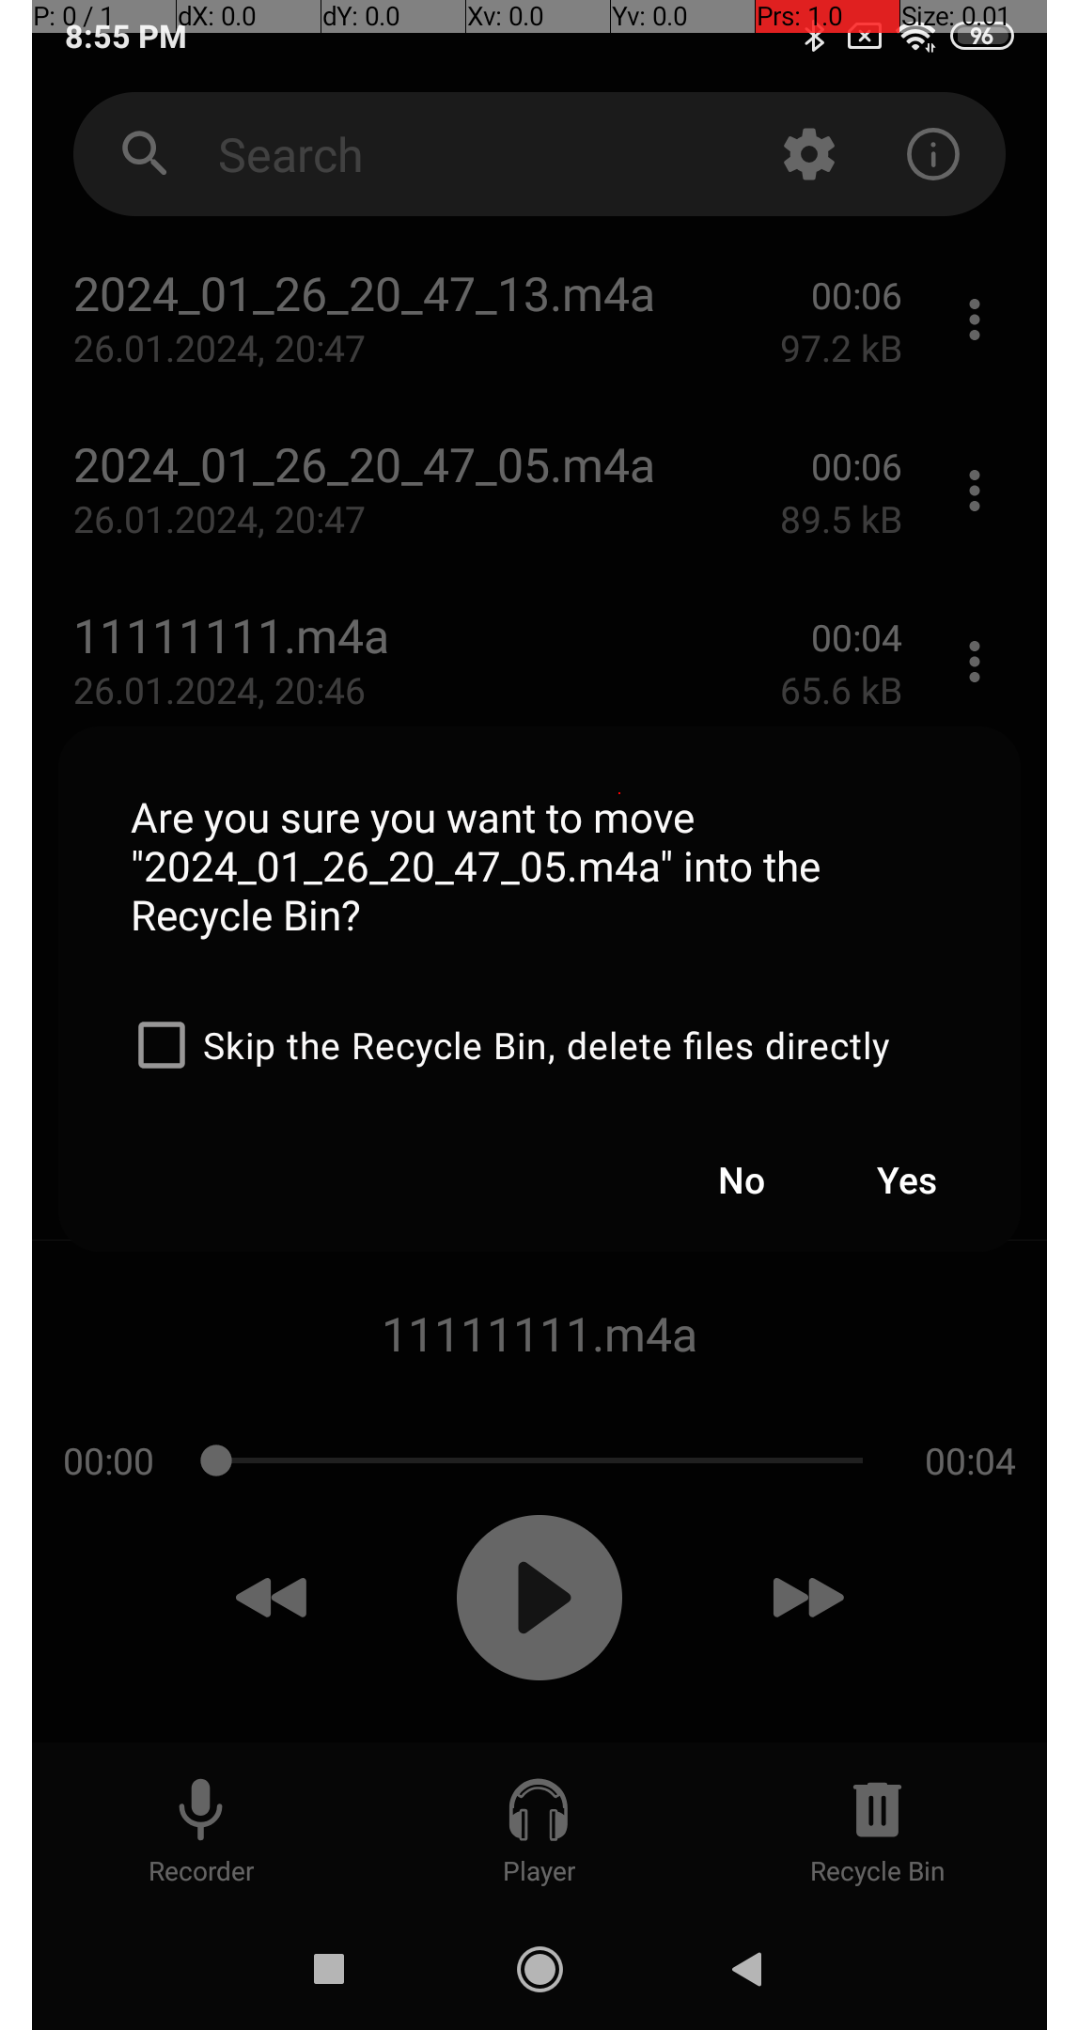 P: 0 / 1 dX: 0.0 dY: 0.0 Xv: 0.0 Yv: 0.0 Prs: 1.0 Size: 0.01
8:55 PM 96
Search
2024_01_26_20_47_13.m4a 00:06
26.01.2024, 20:47 97.2 kB
2024_01_26_20_47_05.m4a 00:06
26.01.2024, 20:47 89.5 kB
11111111.m4a 00:04
26.01.2024, 20:46 65.6 kB
Are you sure you want to move
"2024_01_26_20_47_05.m4a" into the
Recycle Bin?
Skip the Recycle Bin, delete files directly
No Yes
11111111.m4a
00:00 00:04
Recorder Player Recycle Bin